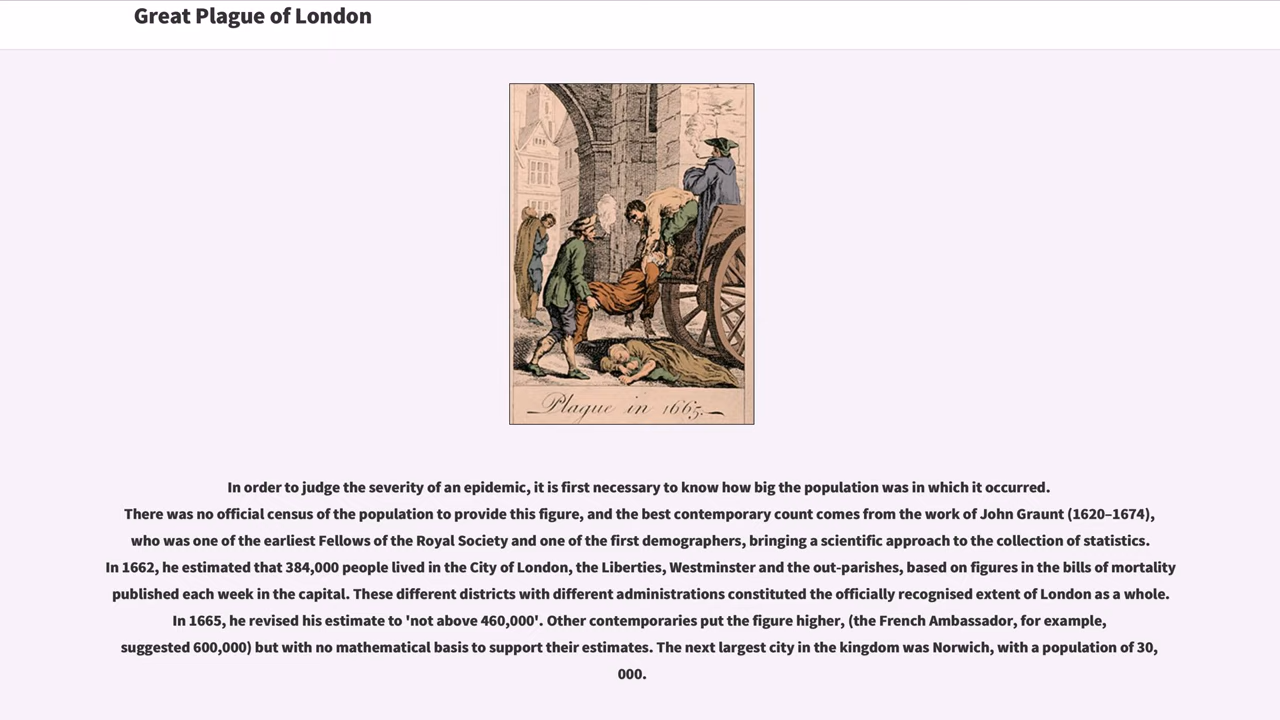 Great Plague of London
Plague in 1665.
In order to judge the severity of an epidemic, it is first necessary to know how big the population was in which it occurred.
There was no official census of the population to provide this figure, and the best contemporary count comes from the work of John Graunt (1620–1674),
who was one of the earliest Fellows of the Royal Society and one of the first demographers, bringing a scientific approach to the collection of statistics.
In 1662, he estimated that 384,000 people lived in the City of London, the Liberties, Westminster and the out-parishes, based on figures in the bills of mortality
published each week in the capital. These different districts with different administrations constituted the officially recognised extent of London as a whole.
In 1665, he revised his estimate to 'not above 460,000'. Other contemporaries put the figure higher, (the French Ambassador, for example,
suggested 600,000) but with no mathematical basis to support their estimates. The next largest city in the kingdom was Norwich, with a population of 30,
000.